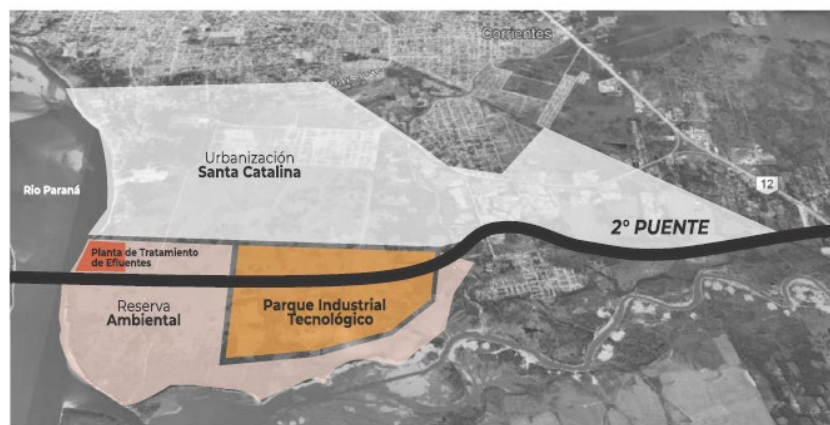 Corrientes
Urbanización
Santa Catalina
Rio Paraná
12
2° PUENTE
Planta de Tratamiento
de Efluentes
Reserva
Ambiental
Parque Industrial
Tecnológico